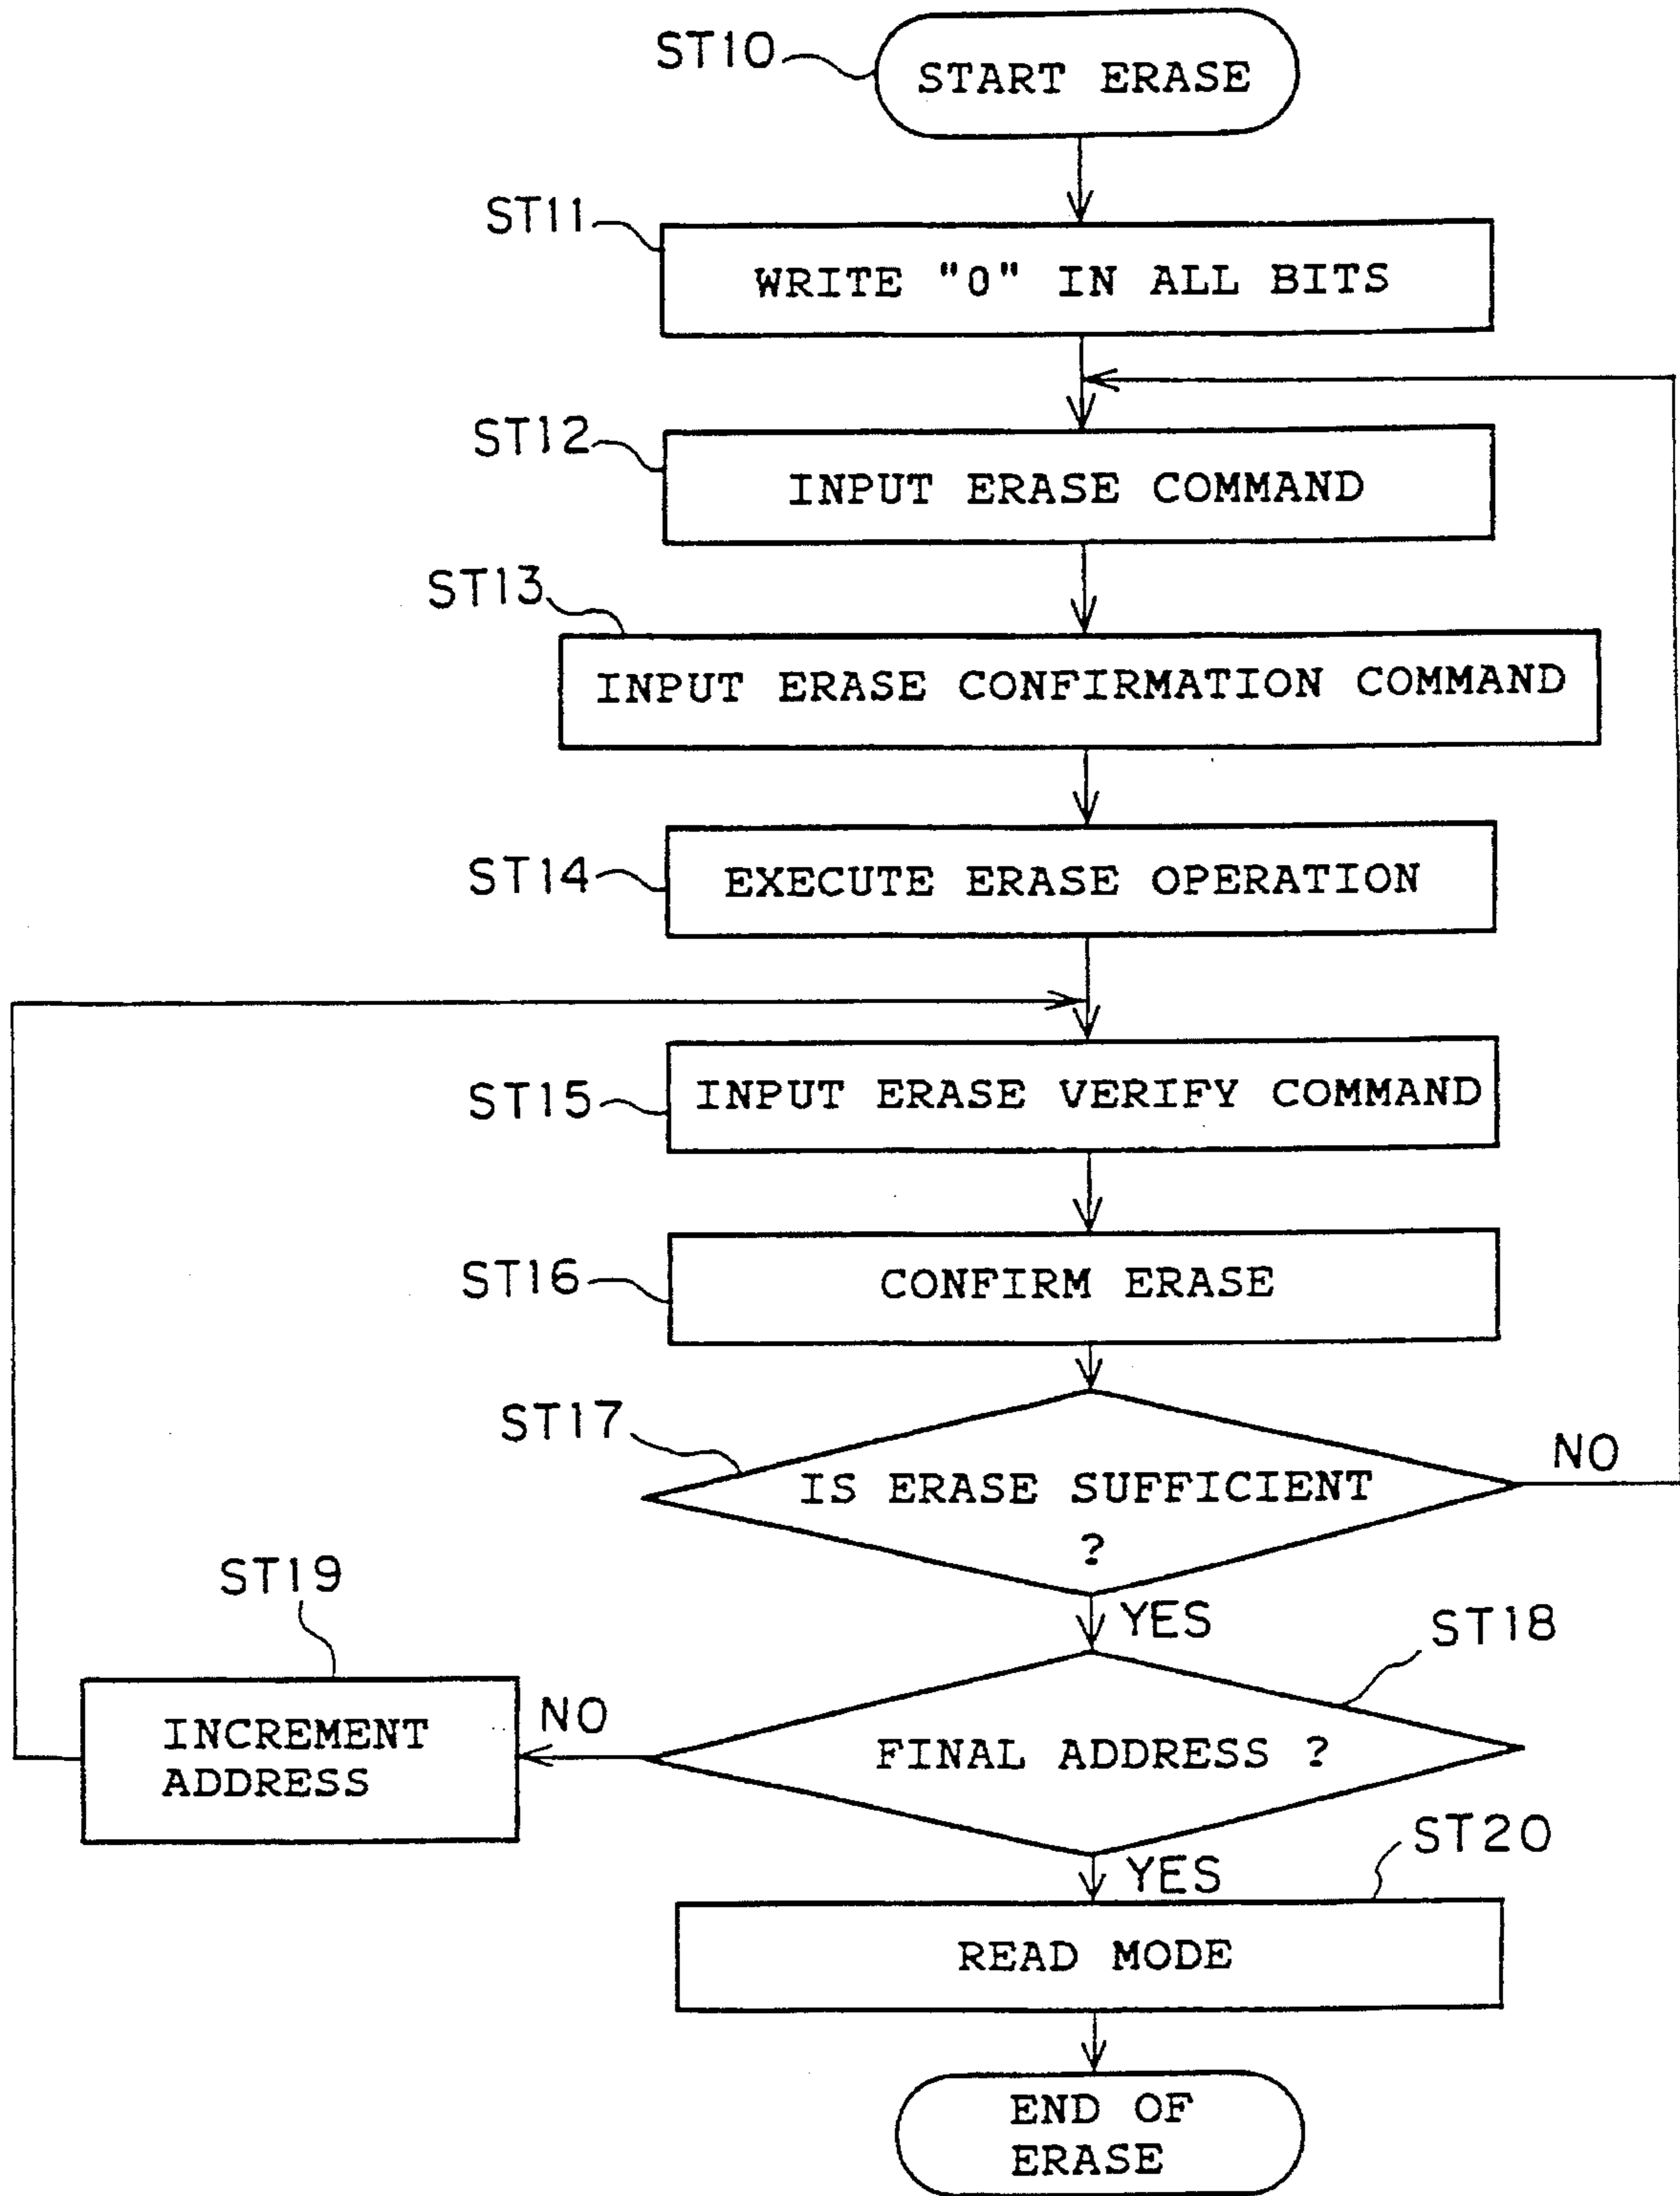 ST10
START ERASE
ST11
WRITE "0" IN ALL BITS
ST12
INPUT ERASE COMMAND
ST13
INPUT ERASE CONFIRMATION COMMAND
ST14
EXECUTE ERASE OPERATION
ST15
INPUT ERASE VERIFY COMMAND
ST16
CONFIRM ERASE
ST17
IS ERASE SUFFICIENT
?
NO
YES
ST18
FINAL ADDRESS ?
NO
ST19
INCREMENT
ADDRESS
YES
ST20
READ MODE
END OF
ERASE